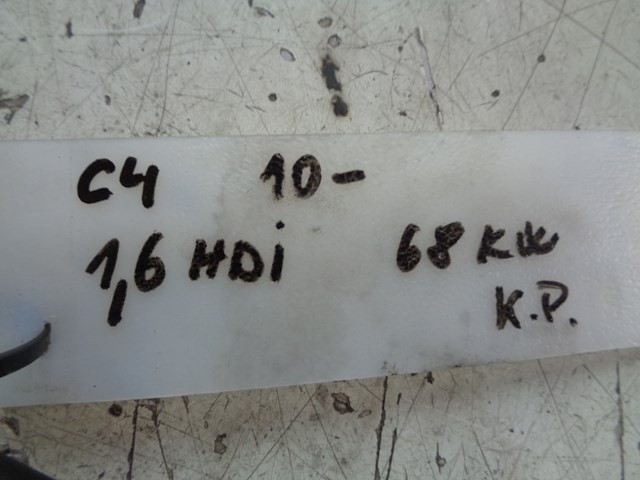 C4 10-
1,6 HDi 68 KW
K.P.